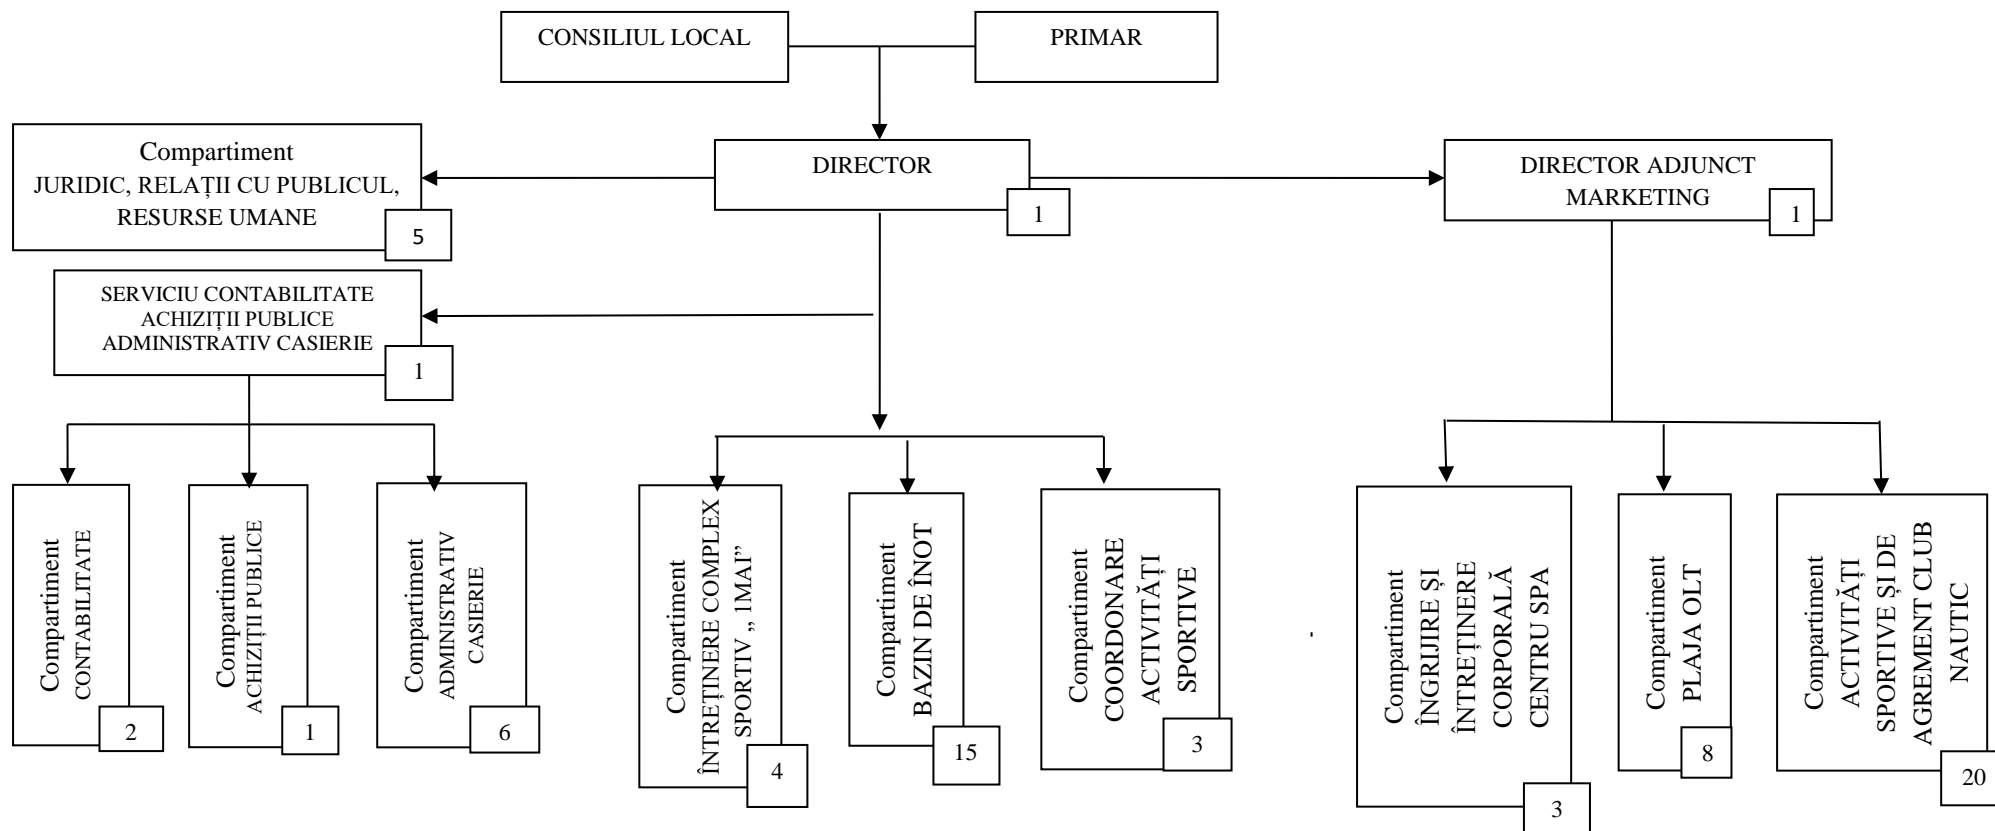 CONSILIUL LOCAL
PRIMAR
Compartiment
JURIDIC, RELAȚII CU PUBLICUL,
RESURSE UMANE
5
DIRECTOR
1
DIRECTOR ADJUNCT
MARKETING
1
SERVICIU CONTABILITATE
ACHIZIȚII PUBLICE
ADMINISTRATIV CASIERIE
1
Compartiment
CONTABILITATE
2
Compartiment
ACHIZIȚII PUBLICE
1
Compartiment
ADMINISTRATIV
CASIERIE
6
Compartiment
ÎNTREȚINERE COMPLEX
SPORTIV „ 1MAI”
4
Compartiment
BAZIN DE ÎNOT
15
Compartiment
COORDONARE
ACTIVITĂȚI
SPORTIVE
3
-
Compartiment
ÎNGRIJIRE ȘI
ÎNTREȚINERE
CORPORALĂ
CENTRU SPA
3
Compartiment
PLAJA OLT
8
Compartiment
ACTIVITĂȚI
SPORTIVE ȘI DE
AGREMENT CLUB
NAUTIC
20